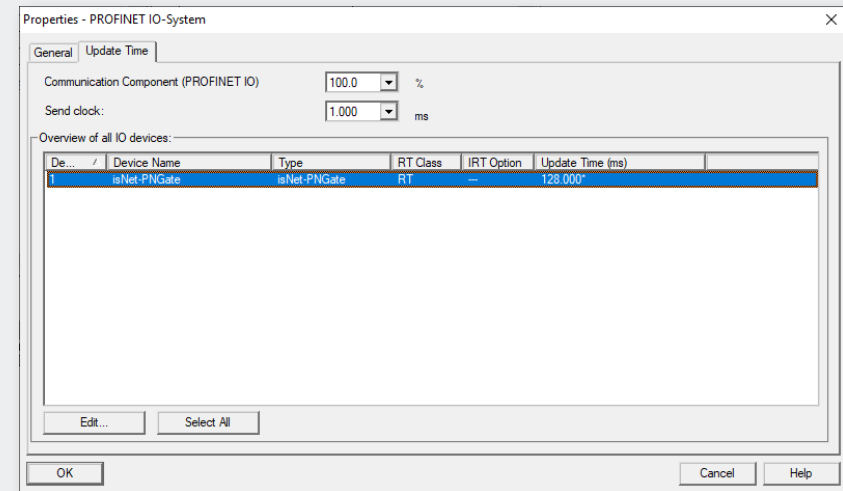 Properties - PROFINET IO-System
General Update Time
Communication Component (PROFINET IO) 100.0 %
Send clock: 1.000 ms
Overview of all IO devices:
De... / Device Name Type RT Class IRT Option Update Time (ms)
1 isNet-PNGate isNet-PNGate RT --- 128.000*
Edit... Select All
OK Cancel Help